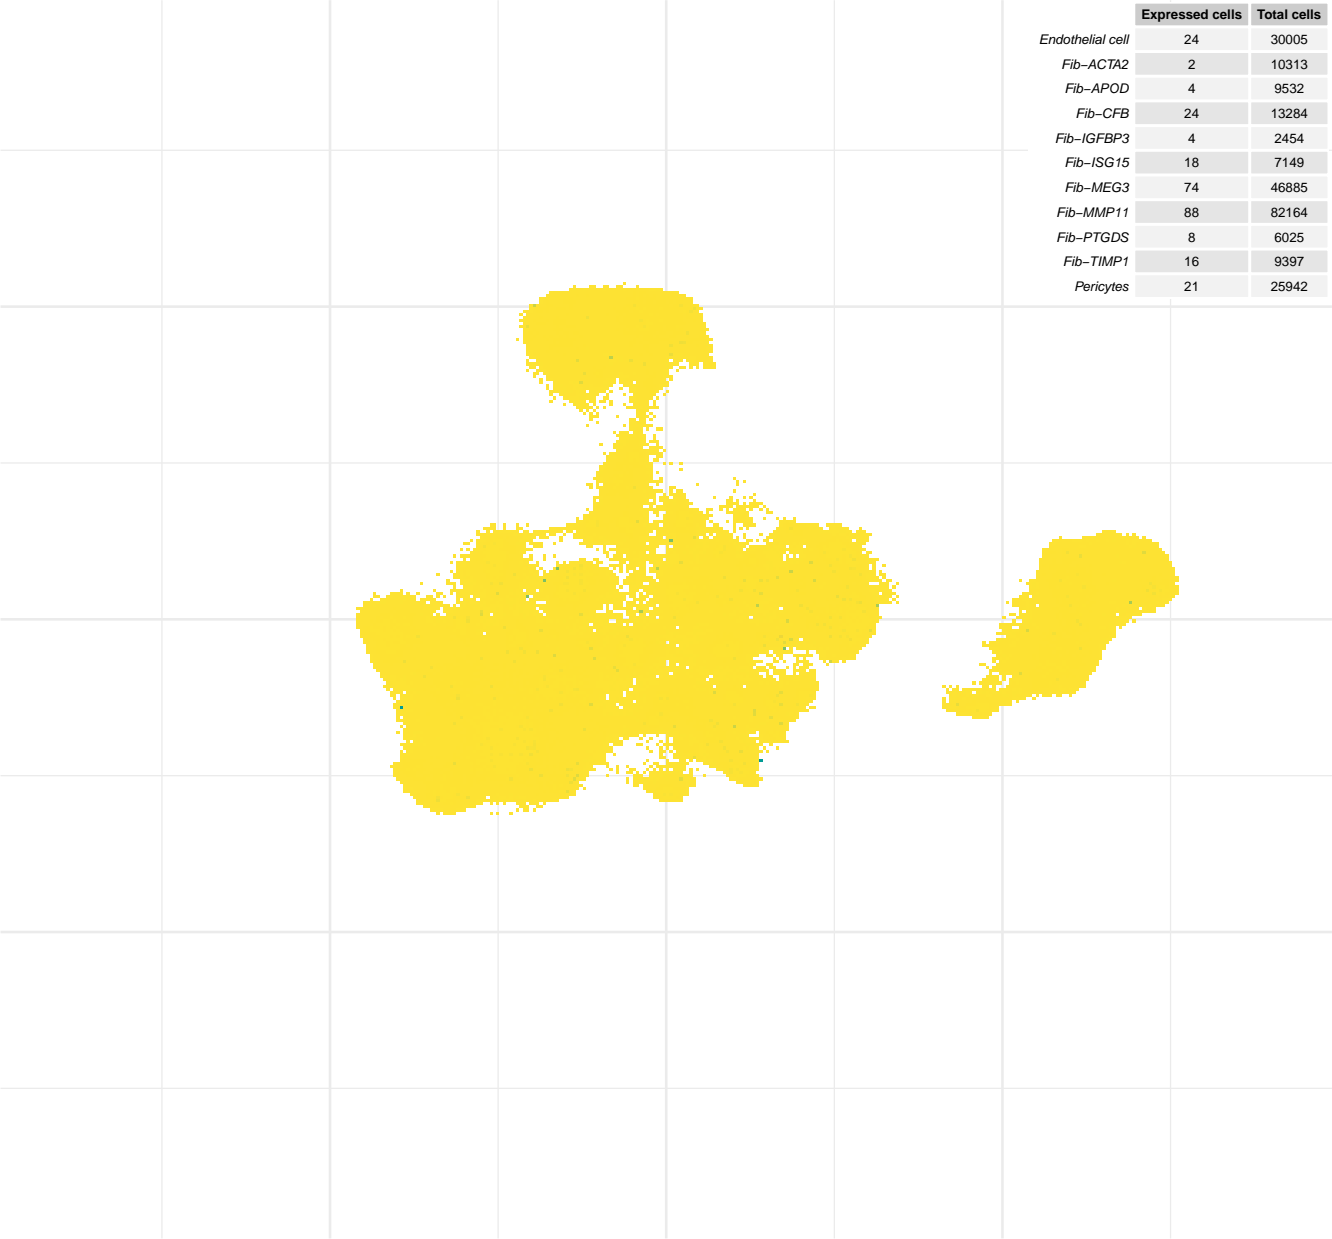 Expressed cells Total cells
Endothelial cell 24 30005
Fib−ACTA2 2 10313
Fib−APOD 4 9532
Fib−CFB 24 13284
Fib−IGFBP3 4 2454
Fib−ISG15 18 7149
Fib−MEG3 74 46885
Fib−MMP11 88 82164
Fib−PTGDS 8 6025
Fib−TIMP1 16 9397
Pericytes 21 25942